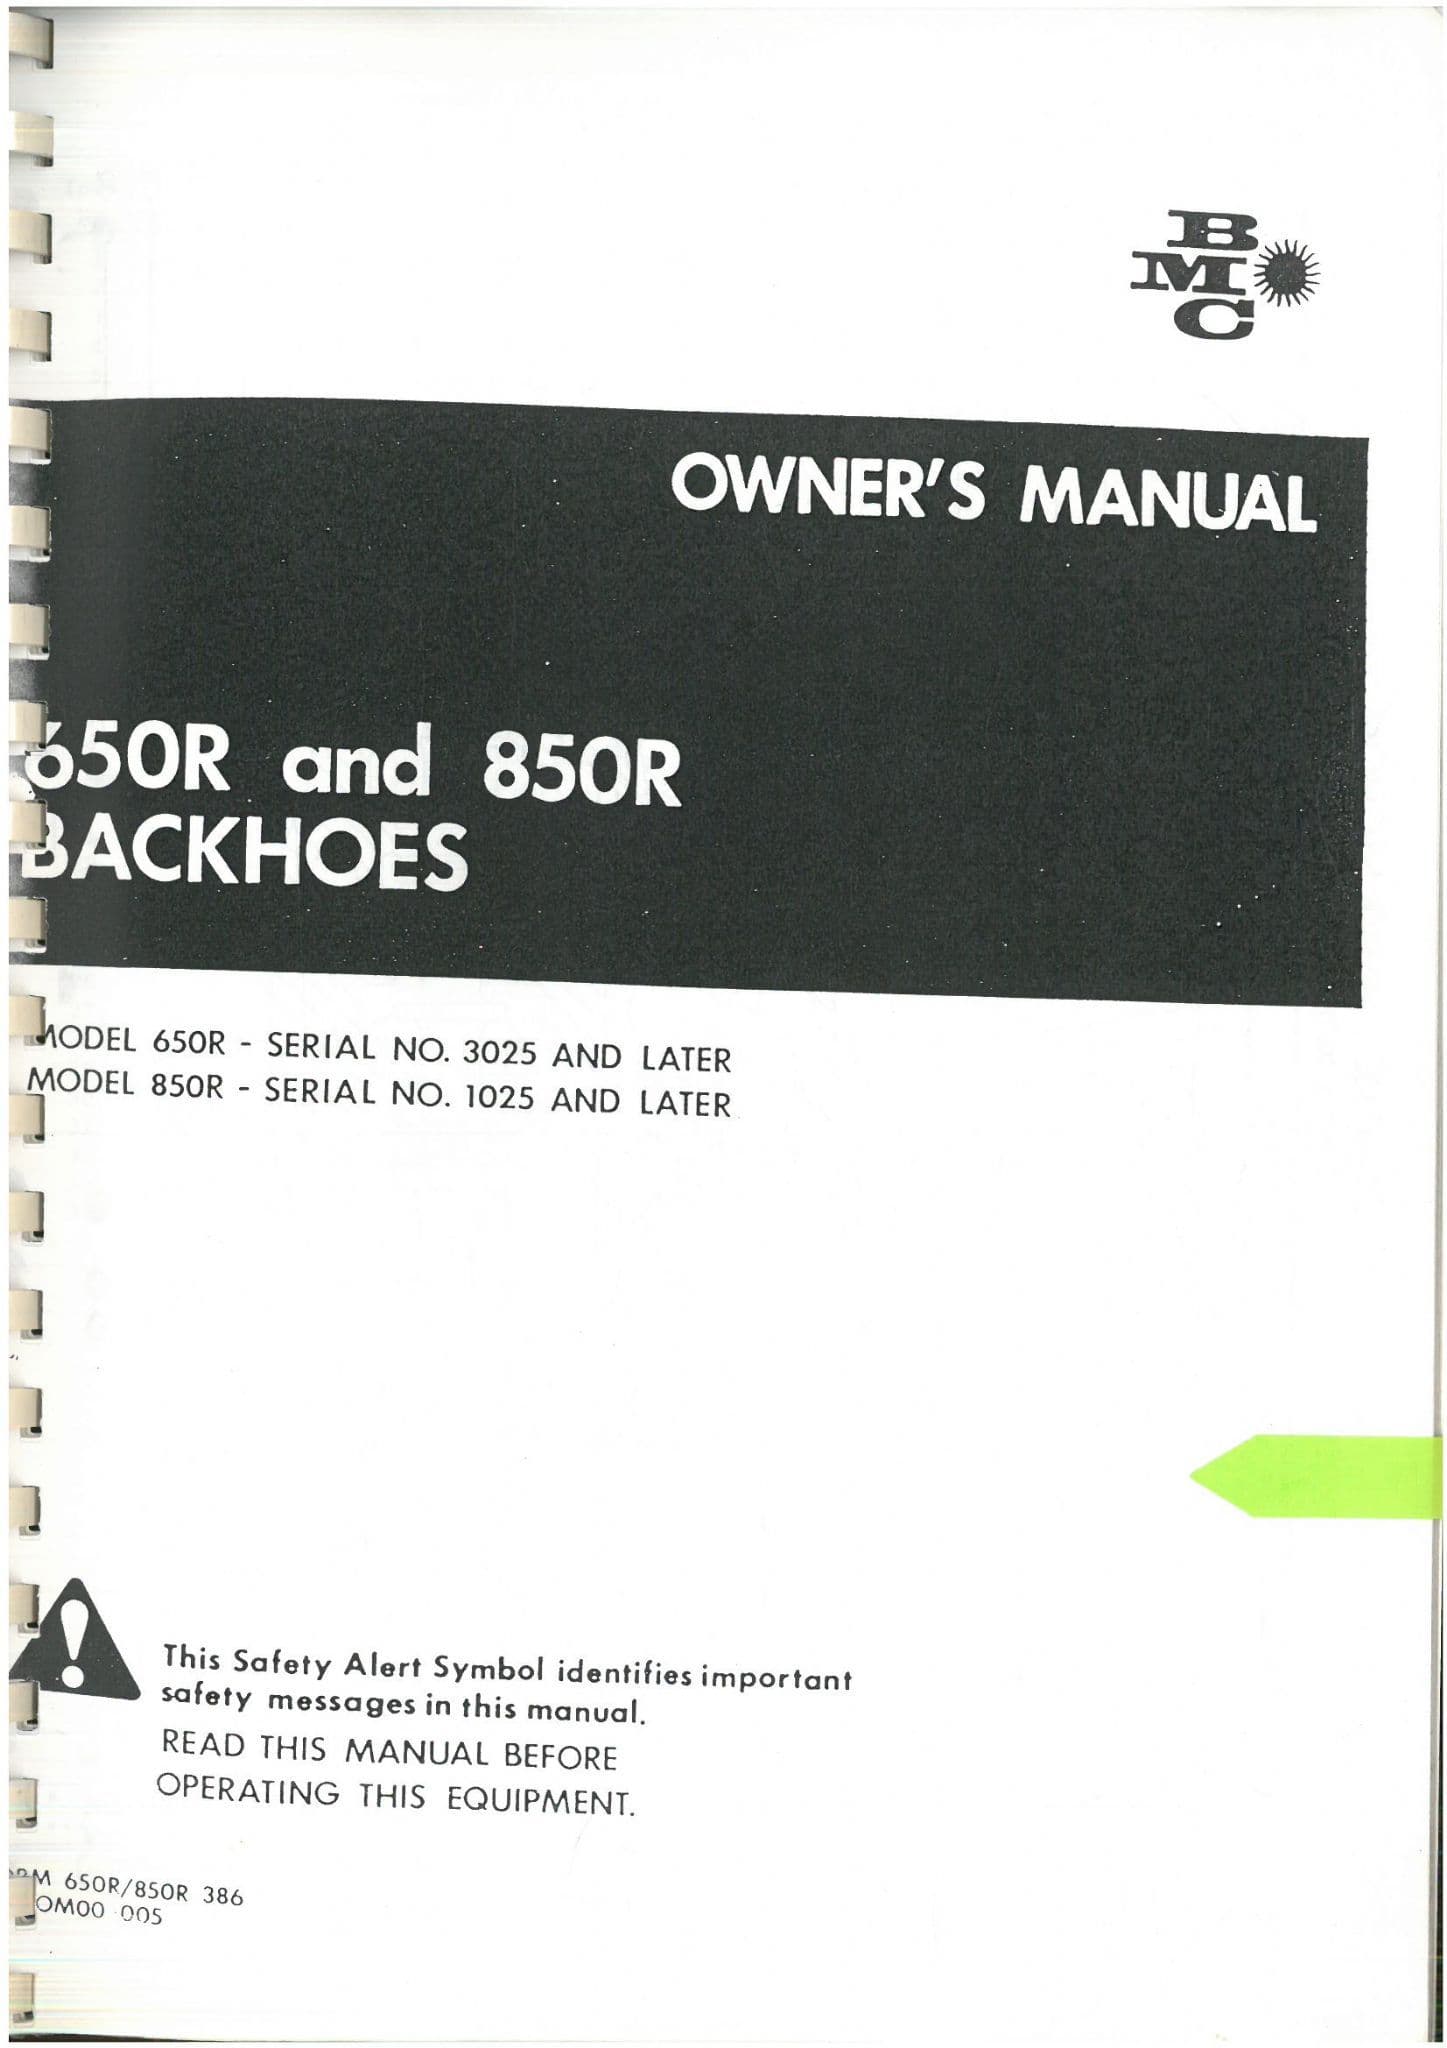 B
M
C
OWNER'S MANUAL
650R and 850R
BACKHOES
MODEL 650R - SERIAL NO. 3025 AND LATER
MODEL 850R - SERIAL NO. 1025 AND LATER
This Safety Alert Symbol identifies important
safety messages in this manual.
READ THIS MANUAL BEFORE
OPERATING THIS EQUIPMENT.
650R/850R 386
OM00 005